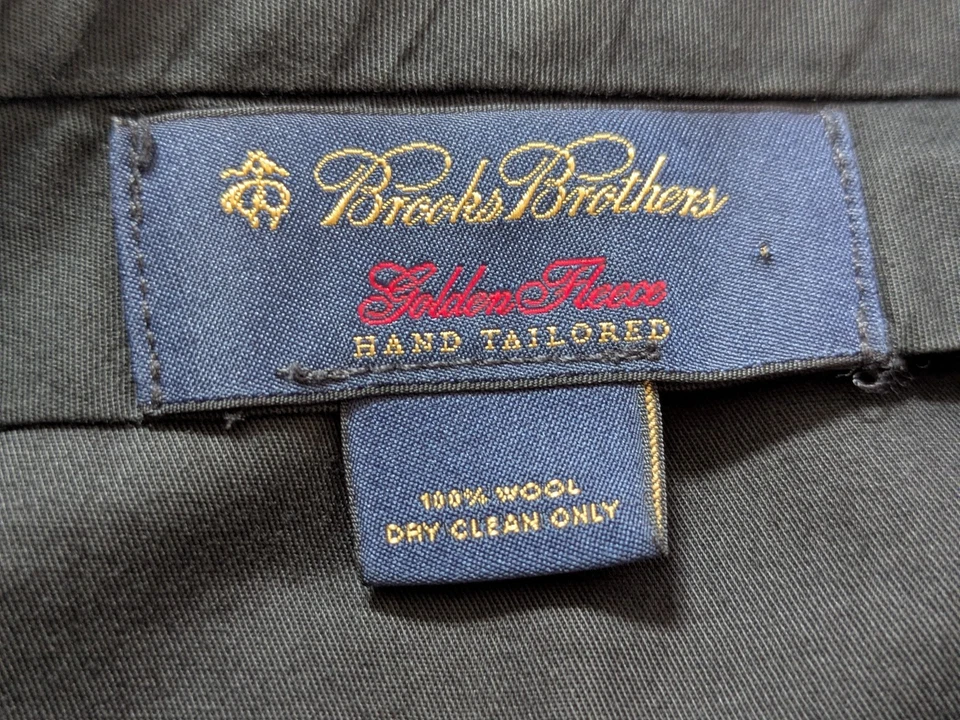 Brooks Brothers
Golden Fleece
HAND TAILORED
100% WOOL
DRY CLEAN ONLY